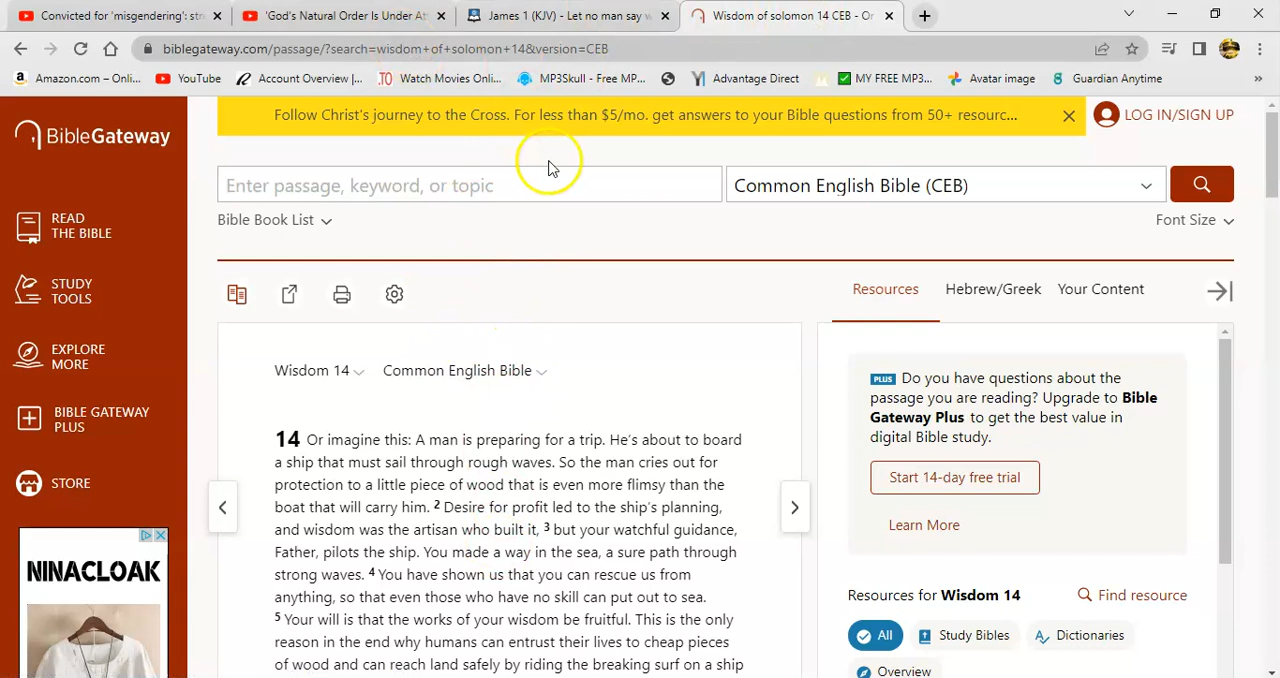 Convicted for 'misgendering': str
'God's Natural Order Is Under At
James 1 (KJV) - Let no man say w
Wisdom of solomon 14 CEB - Or
biblegateway.com/passage/?search=wisdom+of+solomon+14&version=CEB
Amazon.com – Onli...
YouTube
Account Overview |...
.TO Watch Movies Onlin...
MP3Skull - Free MP...
Advantage Direct
MY FREE MP3...
Avatar image
Guardian Anytime
»
Follow Christ's journey to the Cross. For less than $5/mo. get answers to your Bible questions from 50+ resourc...
LOG IN/SIGN UP
BibleGateway
Enter passage, keyword, or topic
Common English Bible (CEB)
Bible Book List
Font Size
READ
THE BIBLE
STUDY
TOOLS
EXPLORE
MORE
BIBLE GATEWAY
PLUS
STORE
NINACLOAK
Resources
Hebrew/Greek
Your Content
Wisdom 14
Common English Bible
14 Or imagine this: A man is preparing for a trip. He's about to board
a ship that must sail through rough waves. So the man cries out for
protection to a little piece of wood that is even more flimsy than the
boat that will carry him. 2 Desire for profit led to the ship's planning,
and wisdom was the artisan who built it, 3 but your watchful guidance,
Father, pilots the ship. You made a way in the sea, a sure path through
strong waves. 4 You have shown us that you can rescue us from
anything, so that even those who have no skill can put out to sea.
5 Your will is that the works of your wisdom be fruitful. This is the only
reason in the end why humans can entrust their lives to cheap pieces
of wood and can reach land safely by riding the breaking surf on a ship
PLUS Do you have questions about the
passage you are reading? Upgrade to Bible
Gateway Plus to get the best value in
digital Bible study.
Start 14-day free trial
Learn More
Resources for Wisdom 14
Find resource
All
Study Bibles
Dictionaries
Overview